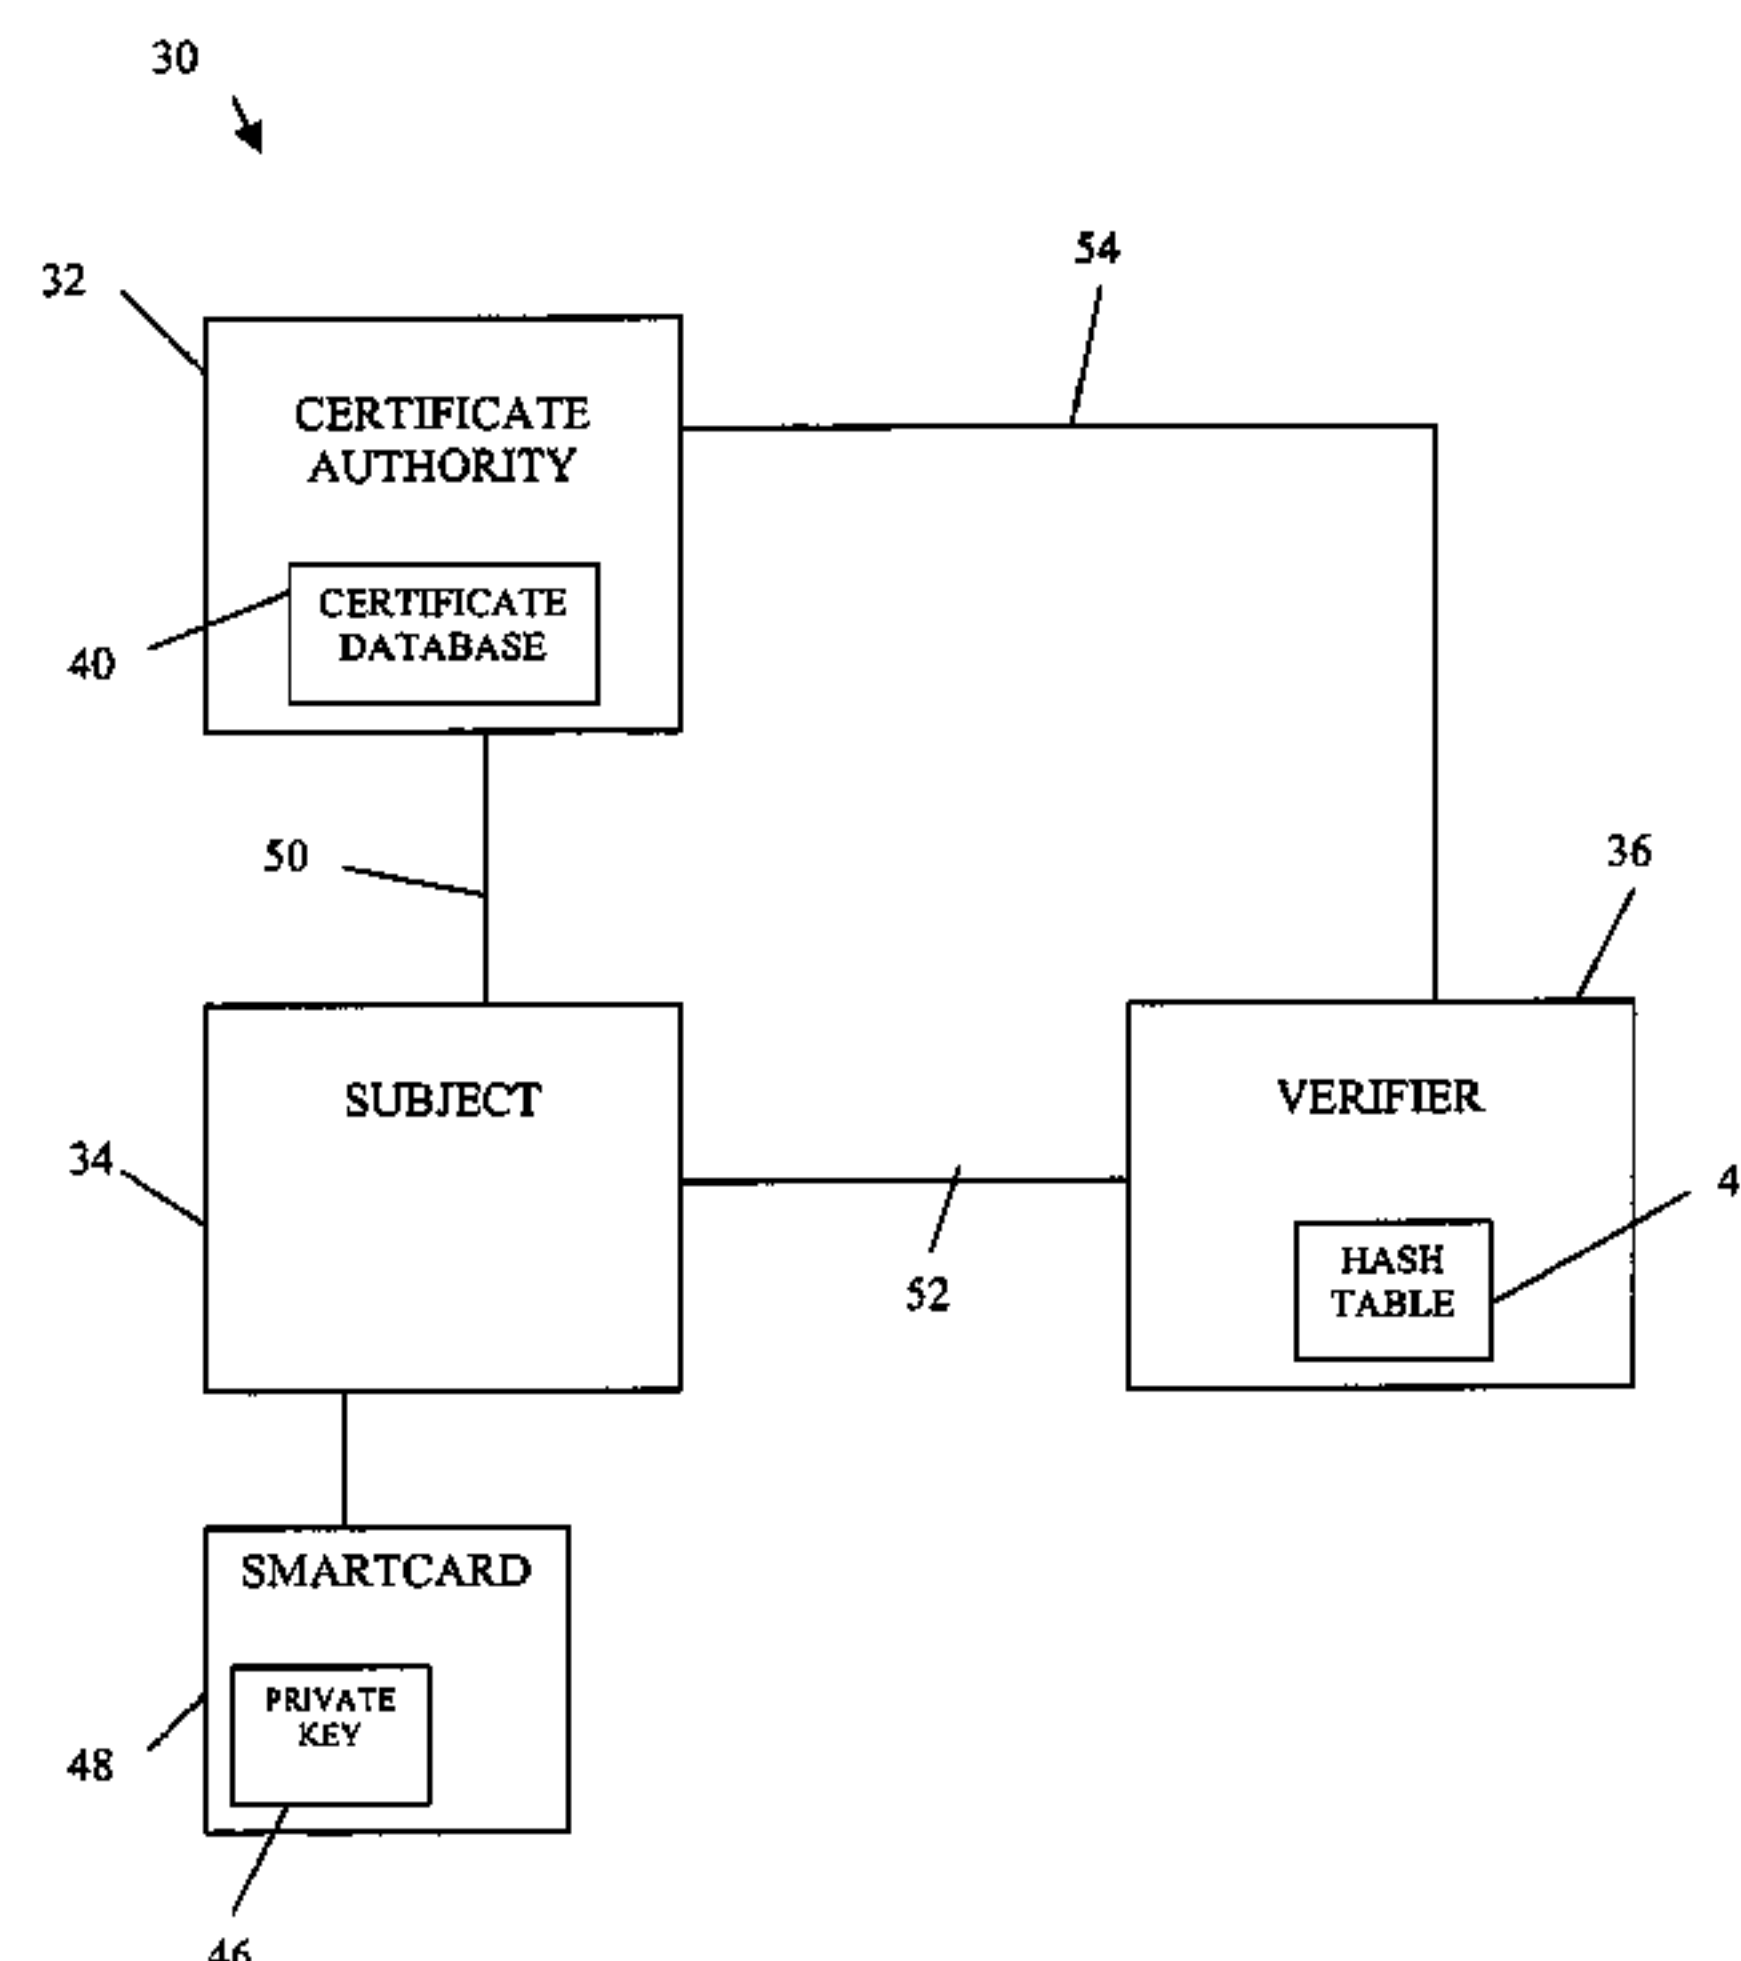 30
54
32
CERTIFICATE
AUTHORITY
CERTIFICATE
DATABASE
40
50
36
SUBJECT
VERIFIER
34
4
HASH
TABLE
52
SMARTCARD
PRIVATE
KEY
48
46